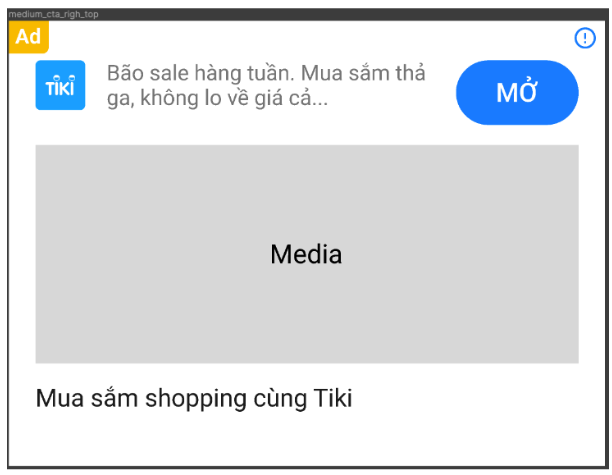 medium_cta_righ_top
Ad
TIKI
Bão sale hàng tuần. Mua sắm thả
ga, không lo về giá cả...
MỞ
Media
Mua sắm shopping cùng Tiki